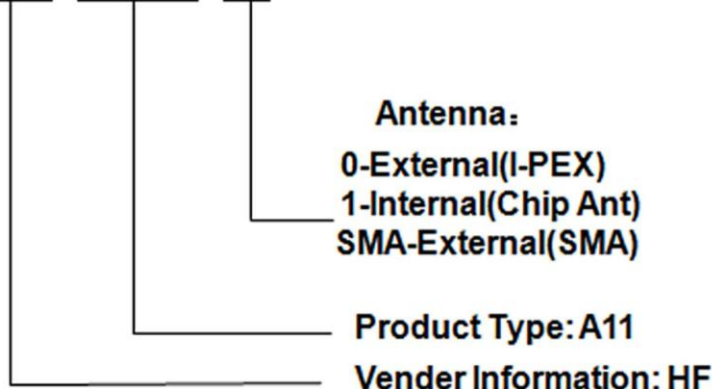 Antenna：
0-External(I-PEX)
1-Internal(Chip Ant)
SMA-External(SMA)
Product Type: A11
Vender Information: HF